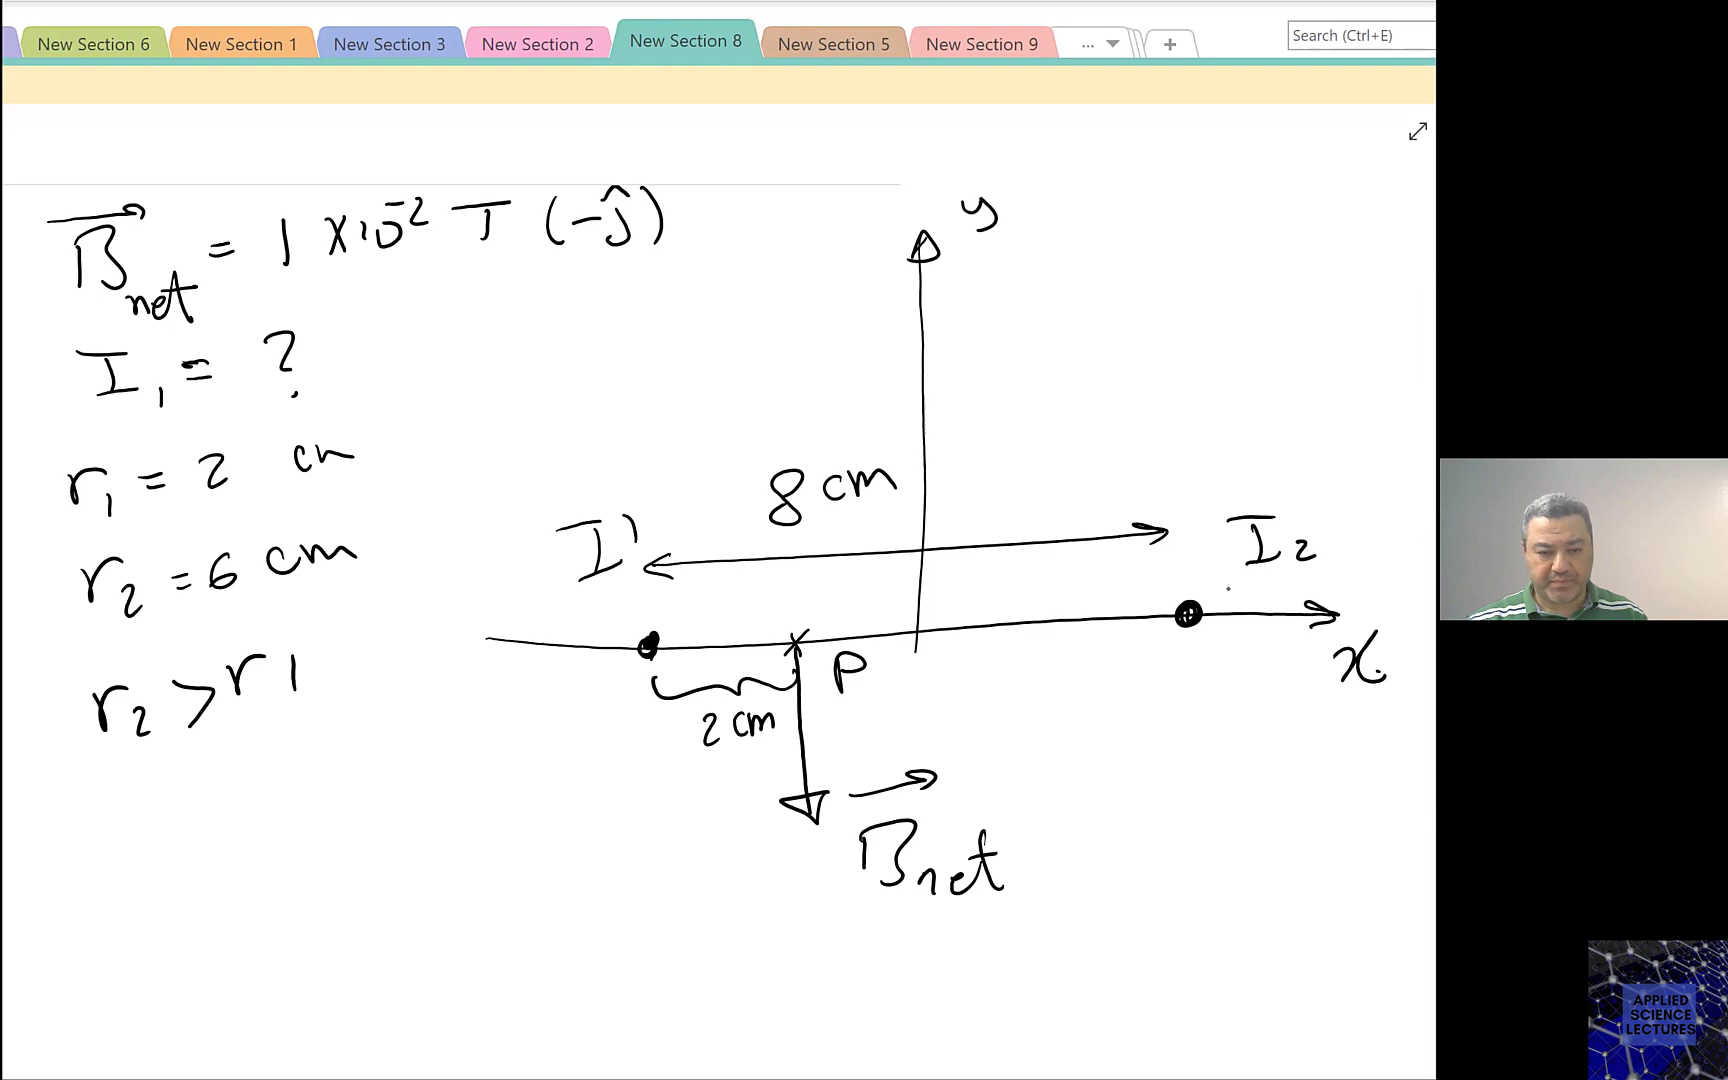 New Section 6
New Section 1
New Section 3
New Section 2
New Section 8
New Section 5
New Section 9
...
+
Search (Ctrl+E)
B⃗net = 1 x10⁻² T (-ĵ)
I₁ = ?
r₁ = 2 cm
r₂ = 6 cm
r₂ > r1
y
8 cm
I1
I2
P
x
2 cm
B⃗net
APPLIED
SCIENCE
LECTURES